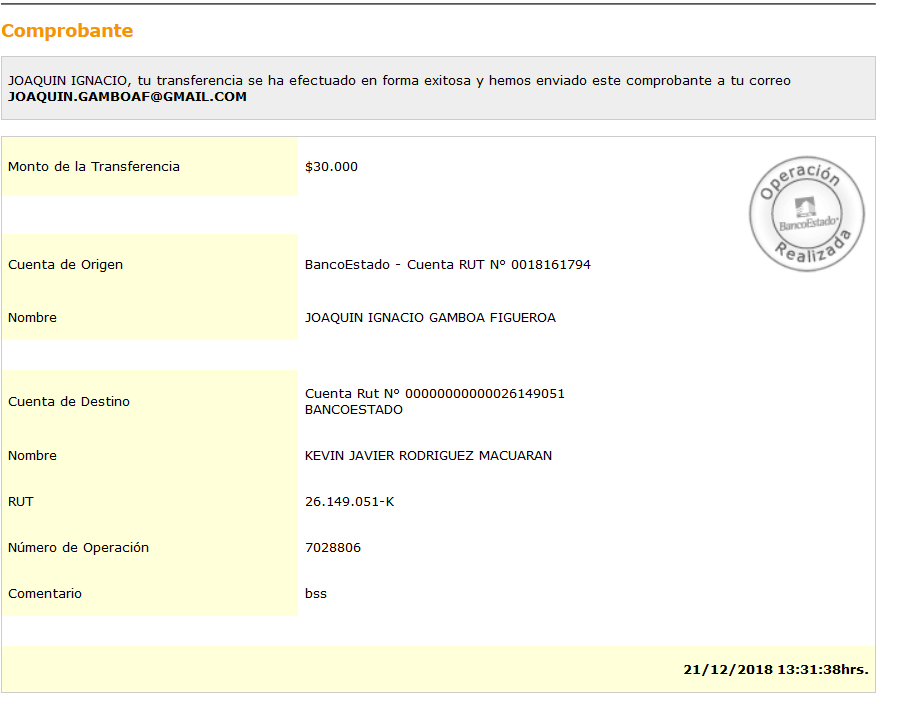 Comprobante
JOAQUIN IGNACIO, tu transferencia se ha efectuado en forma exitosa y hemos enviado este comprobante a tu correo
JOAQUIN.GAMBOAF@GMAIL.COM
Monto de la Transferencia $30.000
Operación
BancoEstado
Realizada
Cuenta de Origen BancoEstado - Cuenta RUT Nº 0018161794
Nombre JOAQUIN IGNACIO GAMBOA FIGUEROA
Cuenta de Destino Cuenta Rut Nº 00000000000026149051
BANCOESTADO
Nombre KEVIN JAVIER RODRIGUEZ MACUARAN
RUT 26.149.051-K
Número de Operación 7028806
Comentario bss
21/12/2018 13:31:38hrs.